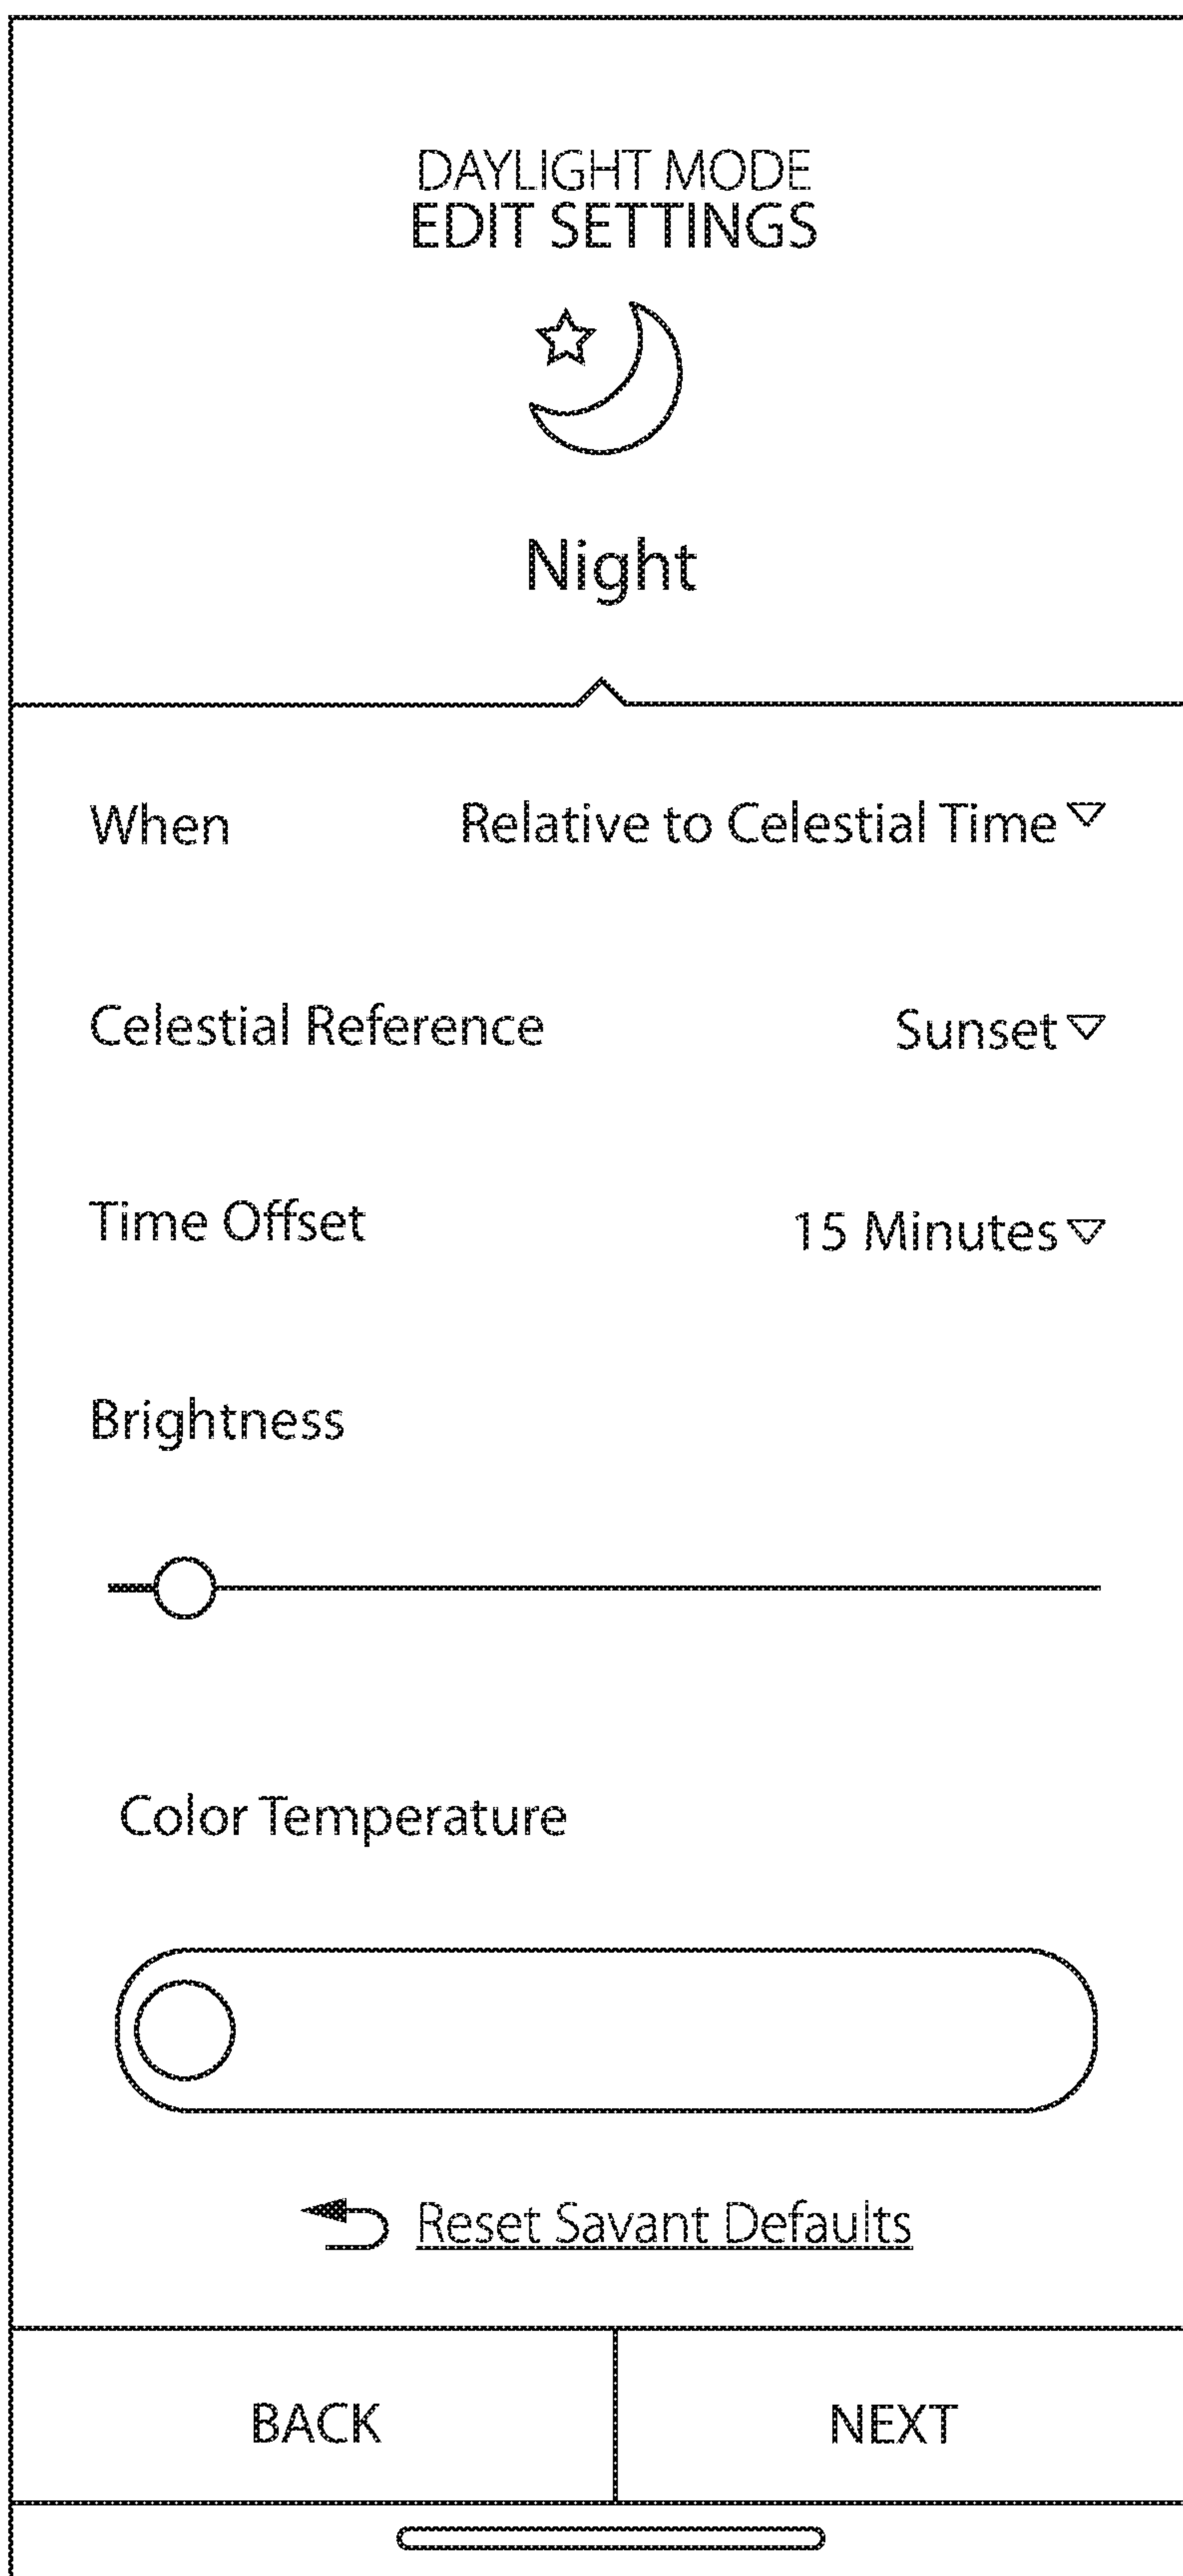 DAYLIGHT MODE
EDIT SETTINGS
Night
When Relative to Celestial Time
Celestial Reference Sunset
Time Offset 15 Minutes
Brightness
Color Temperature
Reset Savant Defaults
BACK NEXT